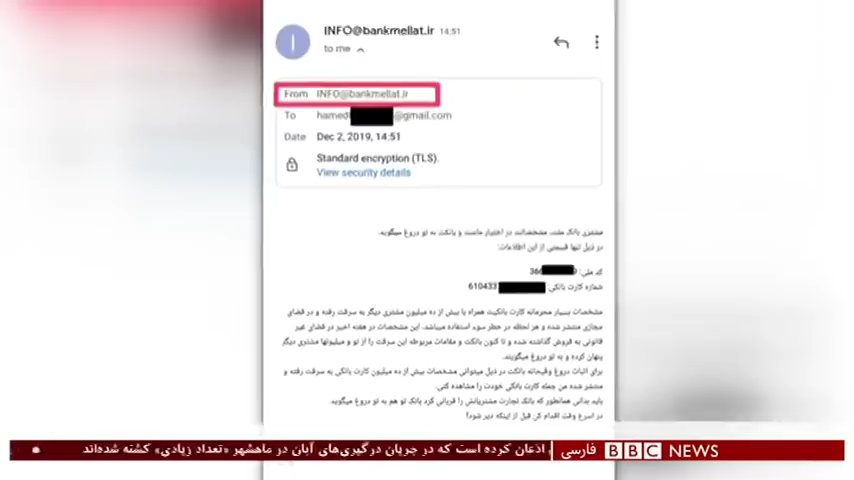 INFO@bankmellat.ir 14:51
to me
From INFO@bankmellat.ir
To hamed @gmail.com
Date Dec 2, 2019, 14:51
Standard encryption (TLS).
View security details
مشتری بانک ملت، مشخصاتت در اختیار ماست و بانکت به تو دروغ میگوید.
در ذیل تنها قسمتی از این اطلاعات:
کد ملی: 366 9
شماره کارت بانکی: 610433
مشخصات بسیار محرمانه کارت بانکیت همراه با بیش از ده میلیون مشتری دیگر به سرقت رفته و در فضای
مجازی منتشر شده و هر لحظه در خطر سوء استفاده میباشد. این مشخصات در هفته اخیر در فضای غیر
قانونی به فروش گذاشته شده و تا کنون بانکت و مقامات مربوطه این سرقت را از تو و میلیونها مشتری دیگر
پنهان کرده و به تو دروغ میگویند.
برای اثبات دروغ وقیحانه بانکت در ذیل میتوانی مشخصات بیش از ده میلیون کارت بانکی به سرقت رفته و
منتشر شده من جمله کارت بانکی خودت را مشاهده کنی.
باید بدانی همانطور که بانک تجارت مشتریانش را قربانی کرد بانک تو هم به تو دروغ میگوید.
در اسرع وقت اقدام کن قبل از اینکه دیر شود!
اذعان کرده است که در جریان درگیری‌های آبان در ماهشهر «تعداد زیادی» کشته شده‌اند
BBC NEWS فارسی